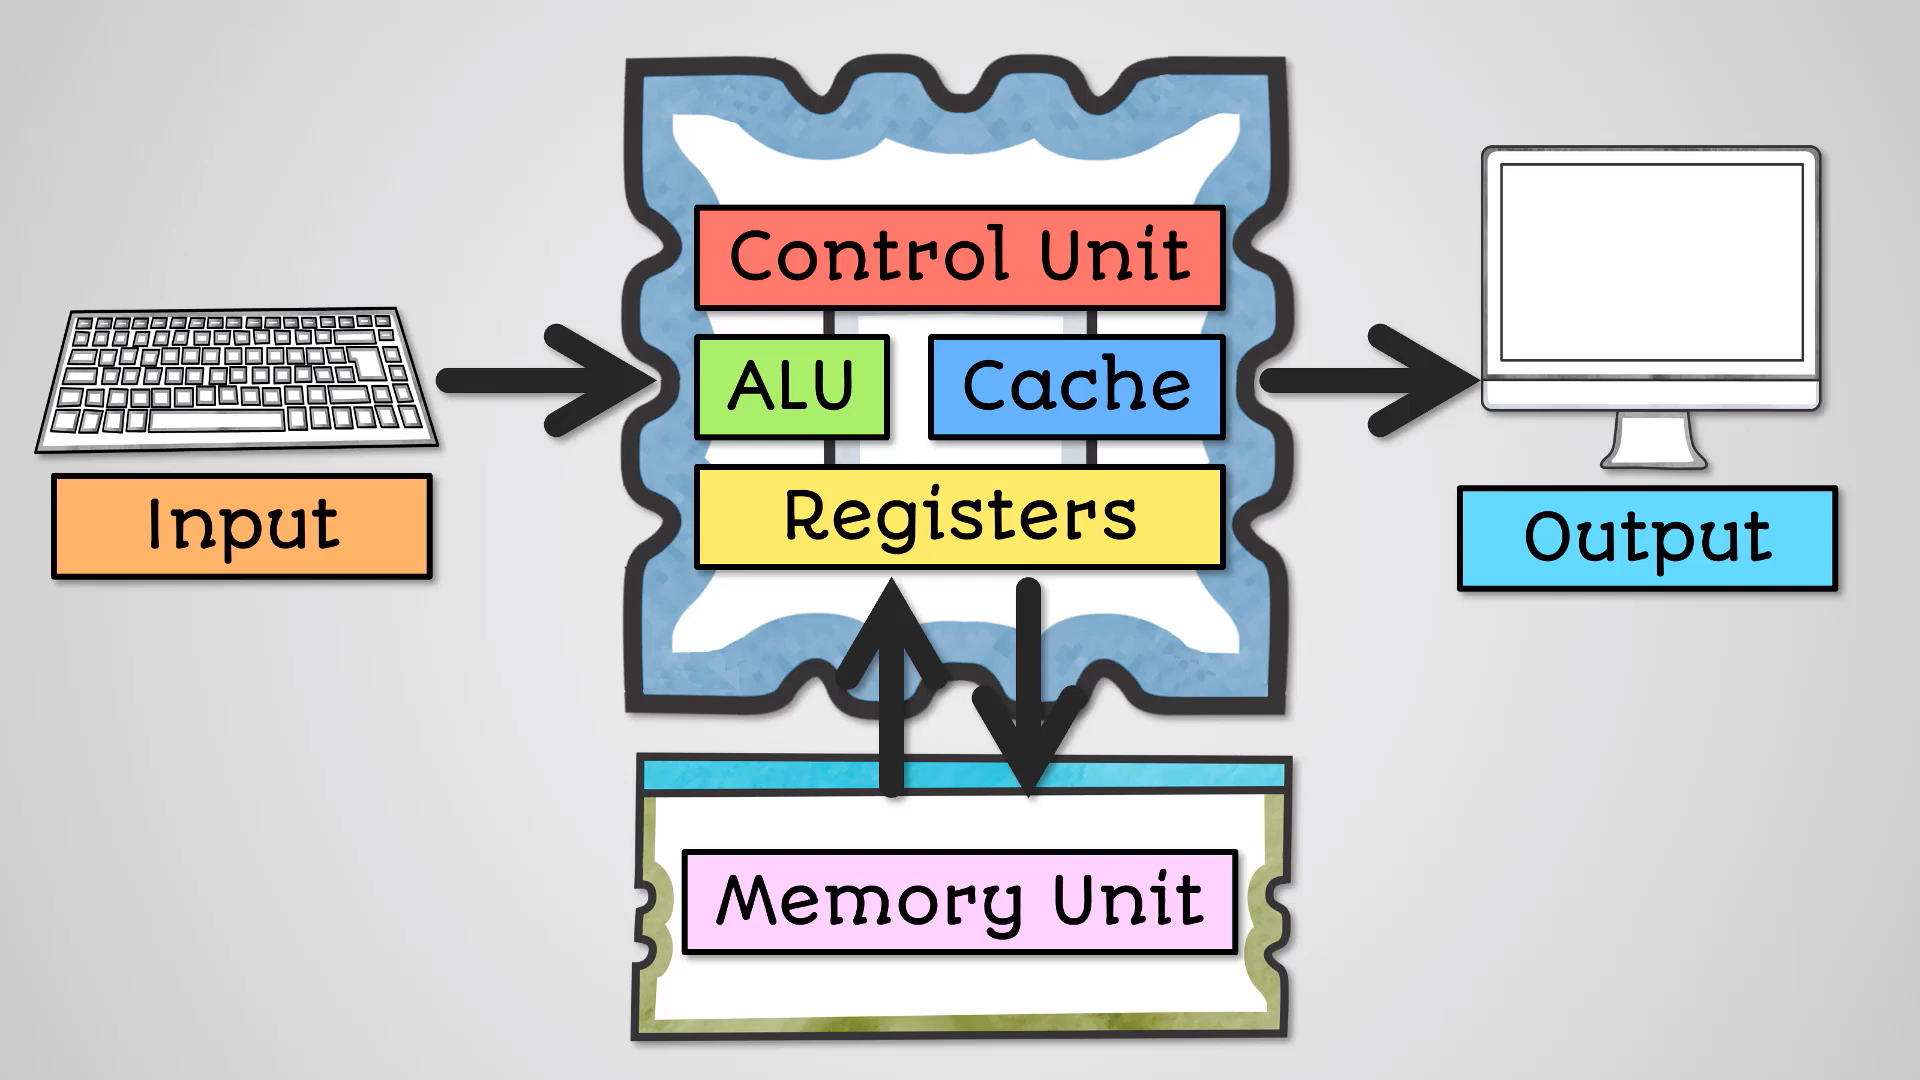 Control Unit
ALU
Cache
Registers
Input
Output
Memory Unit